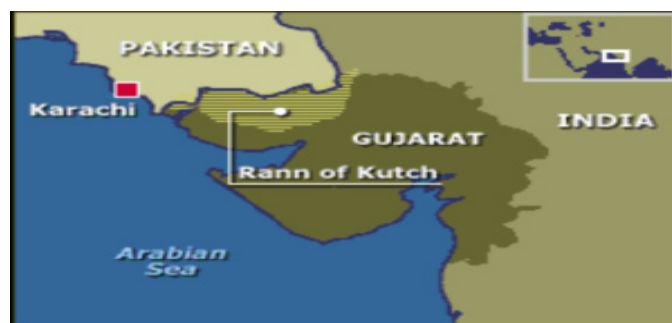 PAKISTAN
Karachi
INDIA
GUJARAT
Rann of Kutch
Arabian
Sea